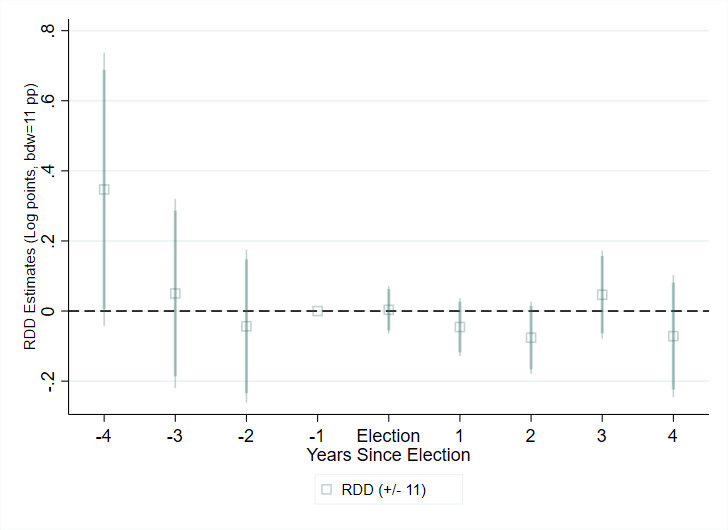 RDD Estimates (Log points, bdw=11 pp)
.8
.6
.4
.2
0
-.2
-4 -3 -2 -1 Election 1 2 3 4
Years Since Election
RDD (+/- 11)